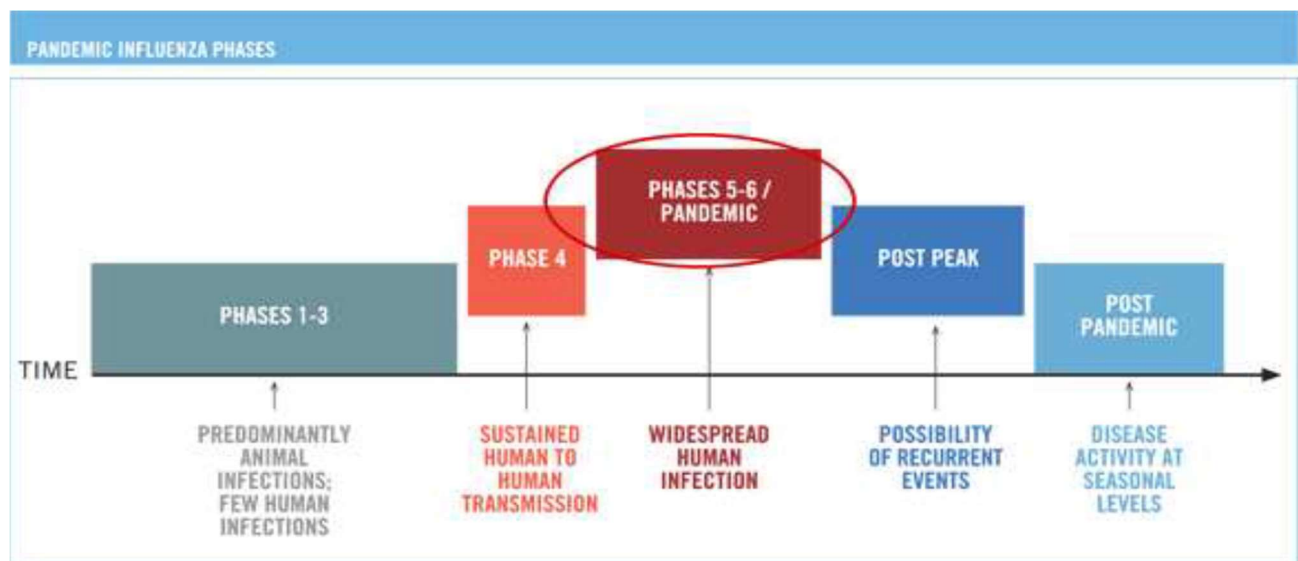 PANDEMIC INFLUENZA PHASES
PHASES 5-6 /
PANDEMIC
PHASE 4
POST PEAK
PHASES 1-3
POST
PANDEMIC
TIME
PREDOMINANTLY
ANIMAL
INFECTIONS;
FEW HUMAN
INFECTIONS
SUSTAINED
HUMAN TO
HUMAN
TRANSMISSION
WIDESPREAD
HUMAN
INFECTION
POSSIBILITY
OF RECURRENT
EVENTS
DISEASE
ACTIVITY AT
SEASONAL
LEVELS